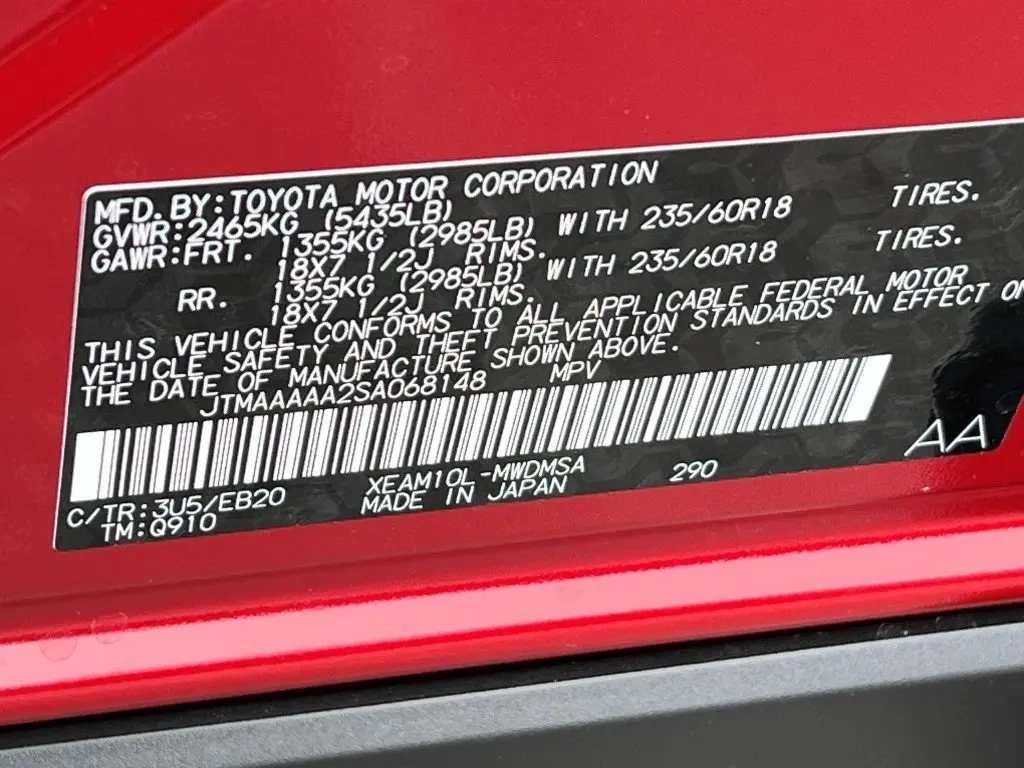 MFD. BY: TOYOTA MOTOR CORPORATION
GVWR: 2465KG (5435LB)
GAWR: FRT. 1355KG (2985LB) WITH 235/60R18 TIRES.
18X7 1/2J RIMS.
RR. 1355KG (2985LB) WITH 235/60R18 TIRES.
18X7 1/2J RIMS.
THIS VEHICLE CONFORMS TO ALL APPLICABLE FEDERAL MOTOR
VEHICLE SAFETY AND THEFT PREVENTION STANDARDS IN EFFECT ON
THE DATE OF MANUFACTURE SHOWN ABOVE.
JTMAAAAA2SA068148 MPV
AA
C/TR: 3U5/EB20 XEAM10L-MWDMSA 290
TM: Q910 MADE IN JAPAN